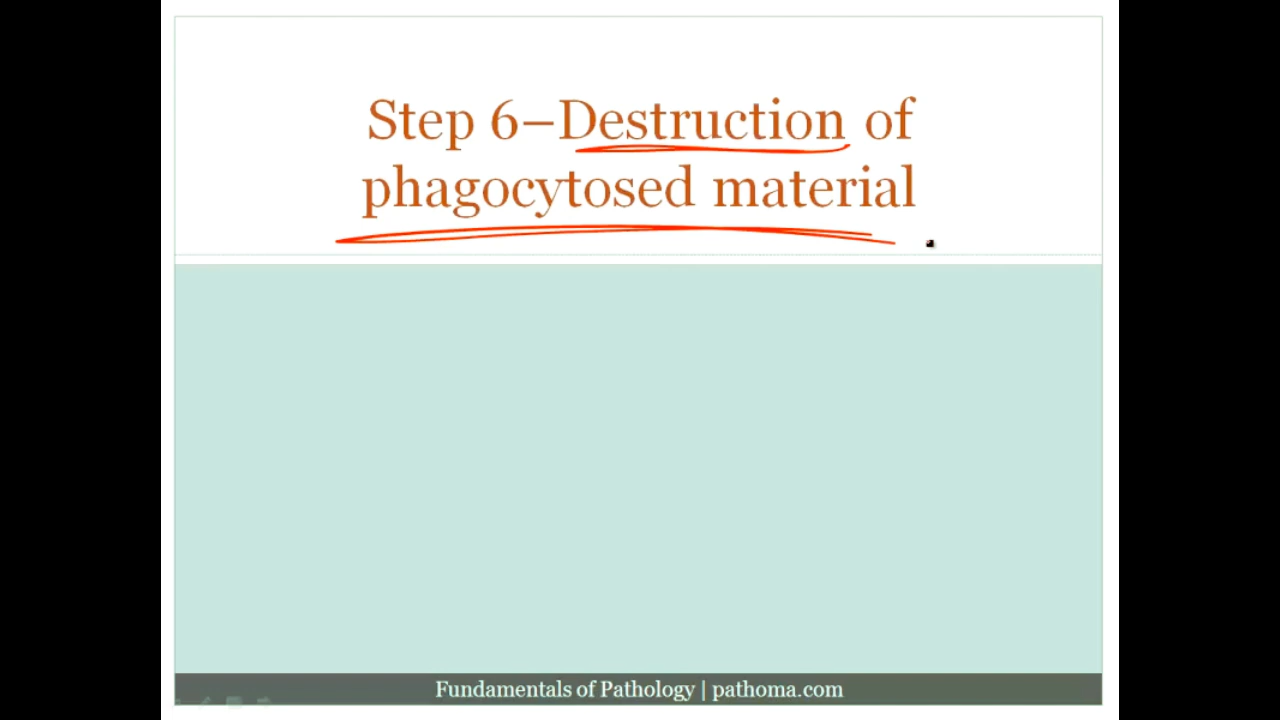 Step 6–Destruction of
phagocytosed material
Fundamentals of Pathology | pathoma.com